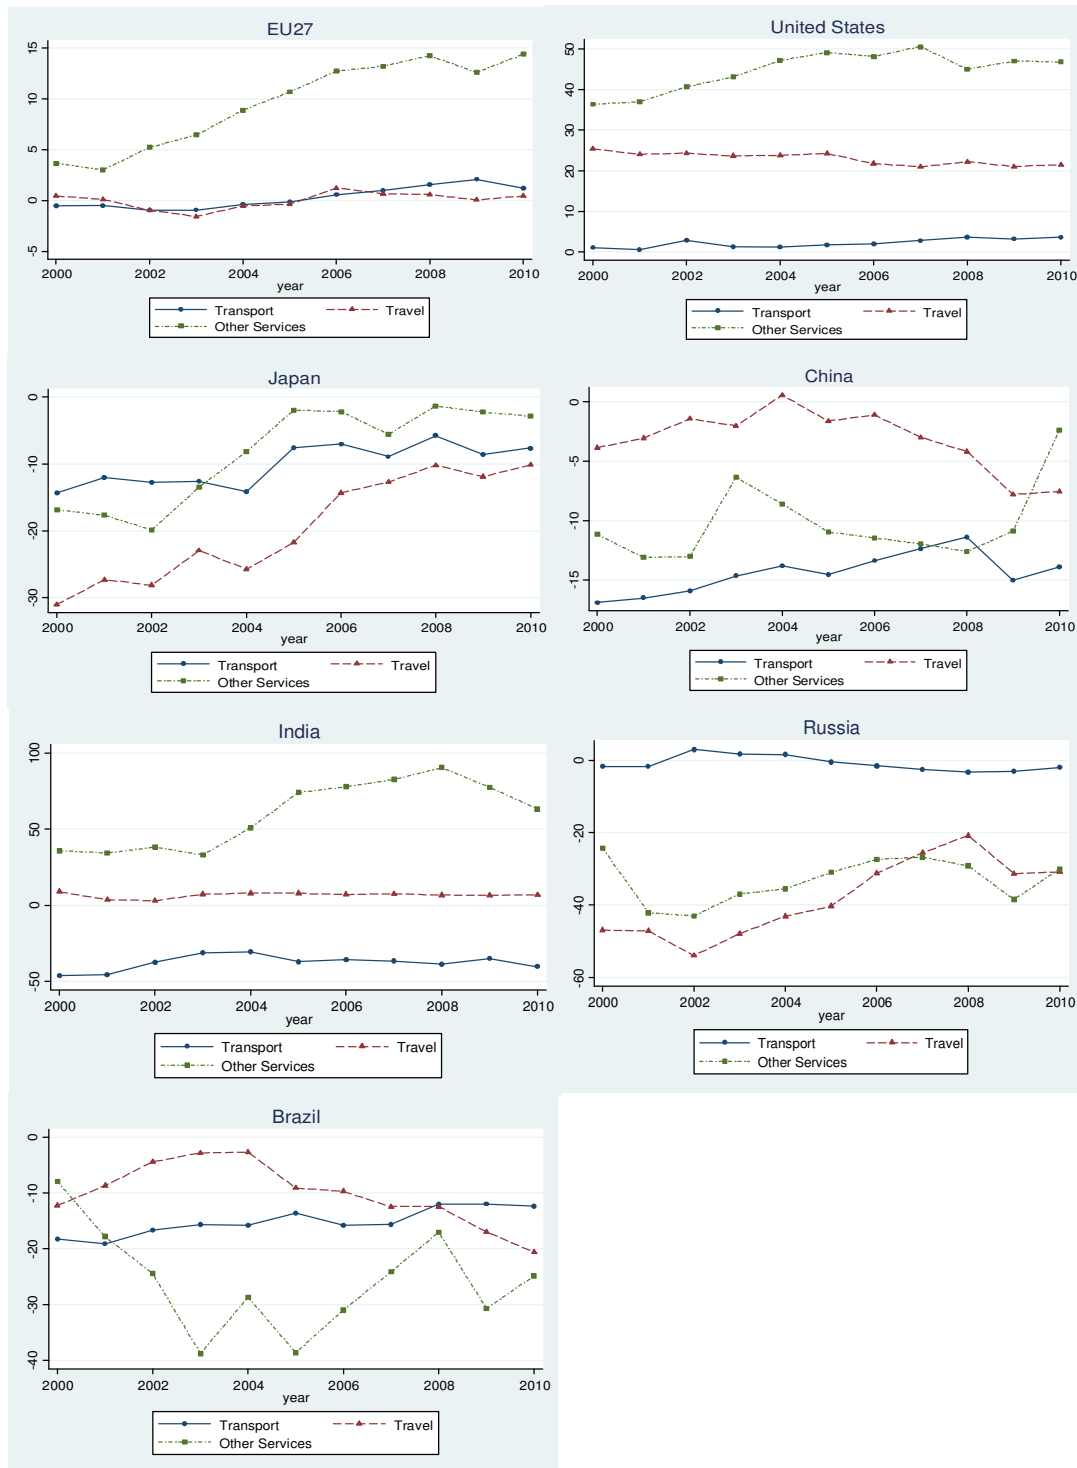 EU27
15
10
5
0
-5
2000 2002 2004 2006 2008 2010
year
Transport Travel
Other Services
United States
50
40
30
20
10
0
2000 2002 2004 2006 2008 2010
year
Transport Travel
Other Services
Japan
0
-10
-20
-30
2000 2002 2004 2006 2008 2010
year
Transport Travel
Other Services
China
0
-5
-10
-15
2000 2002 2004 2006 2008 2010
year
Transport Travel
Other Services
India
100
50
0
-50
2000 2002 2004 2006 2008 2010
year
Transport Travel
Other Services
Russia
0
-20
-40
-60
2000 2002 2004 2006 2008 2010
year
Transport Travel
Other Services
Brazil
0
-10
-20
-30
-40
2000 2002 2004 2006 2008 2010
year
Transport Travel
Other Services